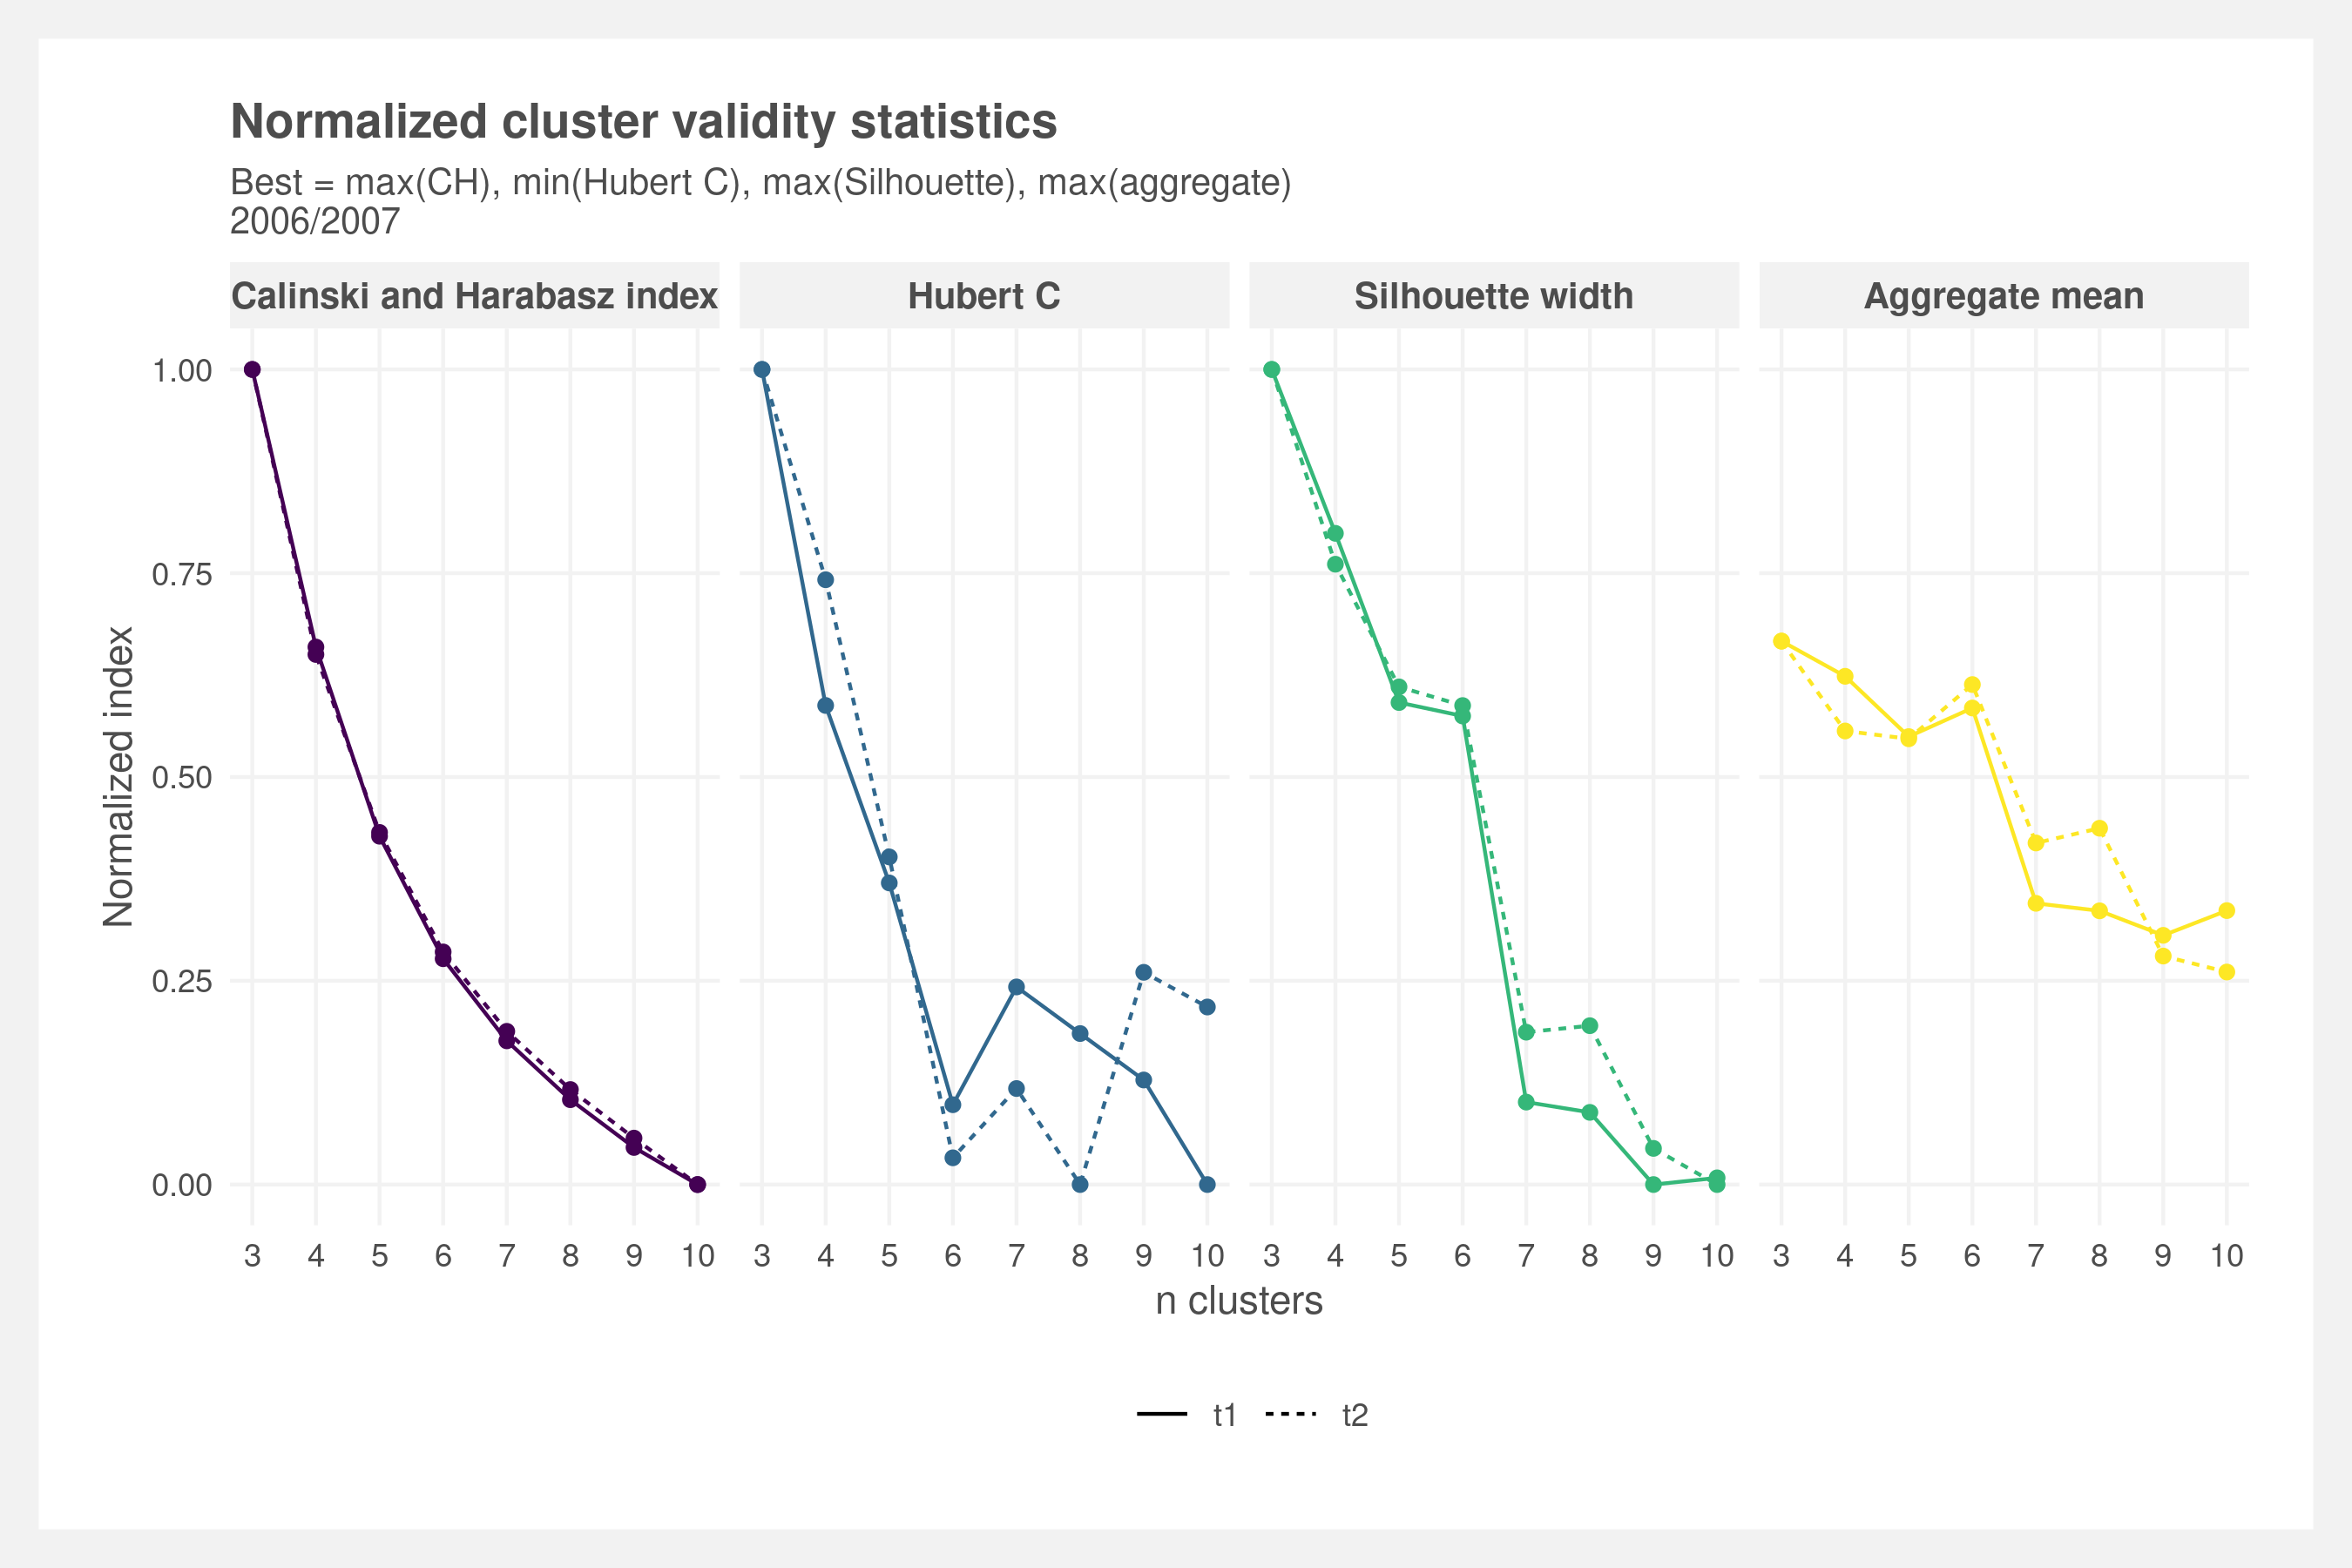 Normalized cluster validity statistics
Best = max(CH), min(Hubert C), max(Silhouette), max(aggregate)
2006/2007
Calinski and Harabasz index
Hubert C
Silhouette width
Aggregate mean
Normalized index
1.00
0.75
0.50
0.25
0.00
3 4 5 6 7 8 9 10
3 4 5 6 7 8 9 10
3 4 5 6 7 8 9 10
3 4 5 6 7 8 9 10
n clusters
t1 t2